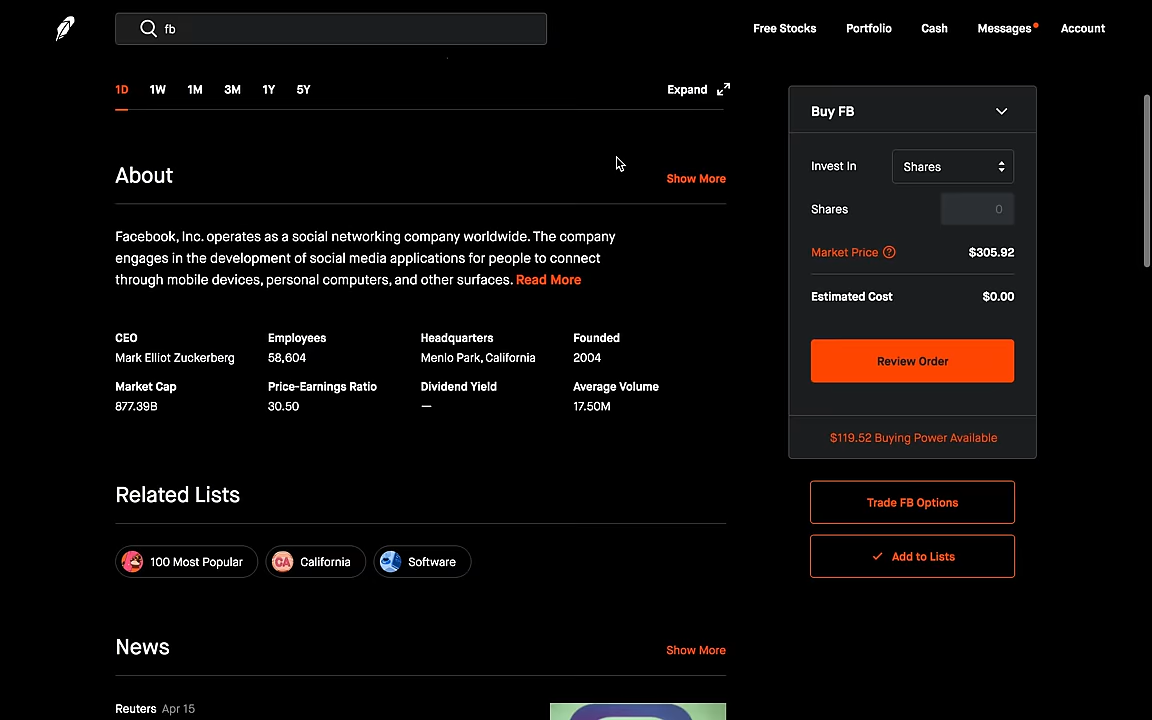 fb
Free Stocks Portfolio Cash Messages Account
1D 1W 1M 3M 1Y 5Y
Expand
About
Show More
Facebook, Inc. operates as a social networking company worldwide. The company
engages in the development of social media applications for people to connect
through mobile devices, personal computers, and other surfaces. Read More
CEO Employees Headquarters Founded
Mark Elliot Zuckerberg 58,604 Menlo Park, California 2004
Market Cap Price-Earnings Ratio Dividend Yield Average Volume
877.39B 30.50 — 17.50M
Related Lists
100 Most Popular CA California Software
News
Show More
Reuters Apr 15
Buy FB
Invest In Shares
Shares 0
Market Price ? $305.92
Estimated Cost $0.00
Review Order
$119.52 Buying Power Available
Trade FB Options
Add to Lists